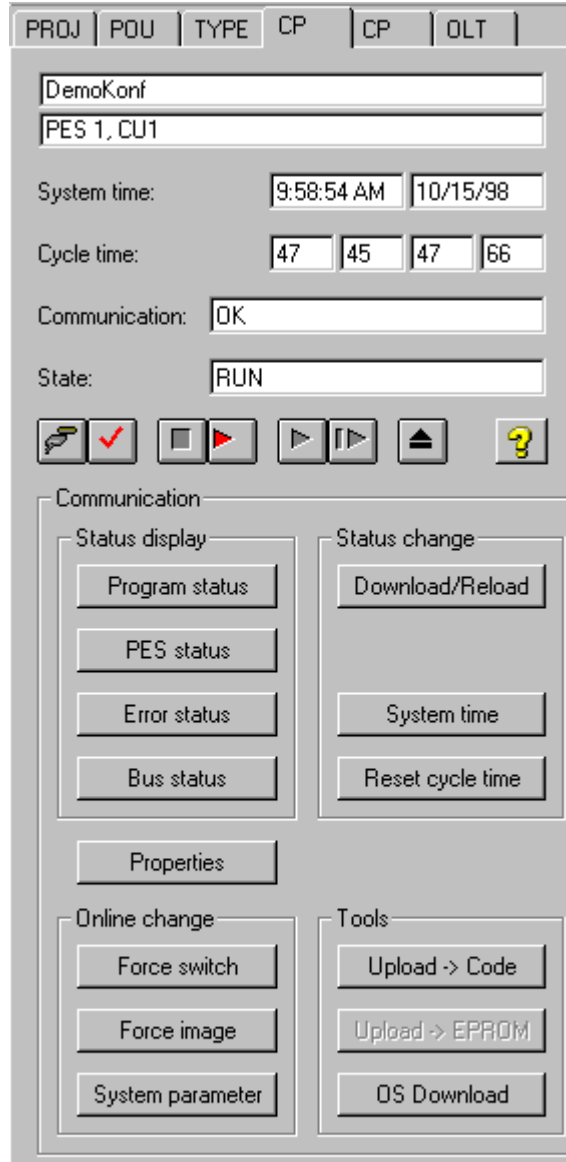 PROJ POU TYPE CP CP OLT
DemoKonf
PES 1, CU1
System time: 9:58:54 AM 10/15/98
Cycle time: 47 45 47 66
Communication: OK
State: RUN
Communication
Status display Status change
Program status Download/Reload
PES status
Error status System time
Bus status Reset cycle time
Properties
Online change Tools
Force switch Upload -> Code
Force image Upload -> EPROM
System parameter OS Download